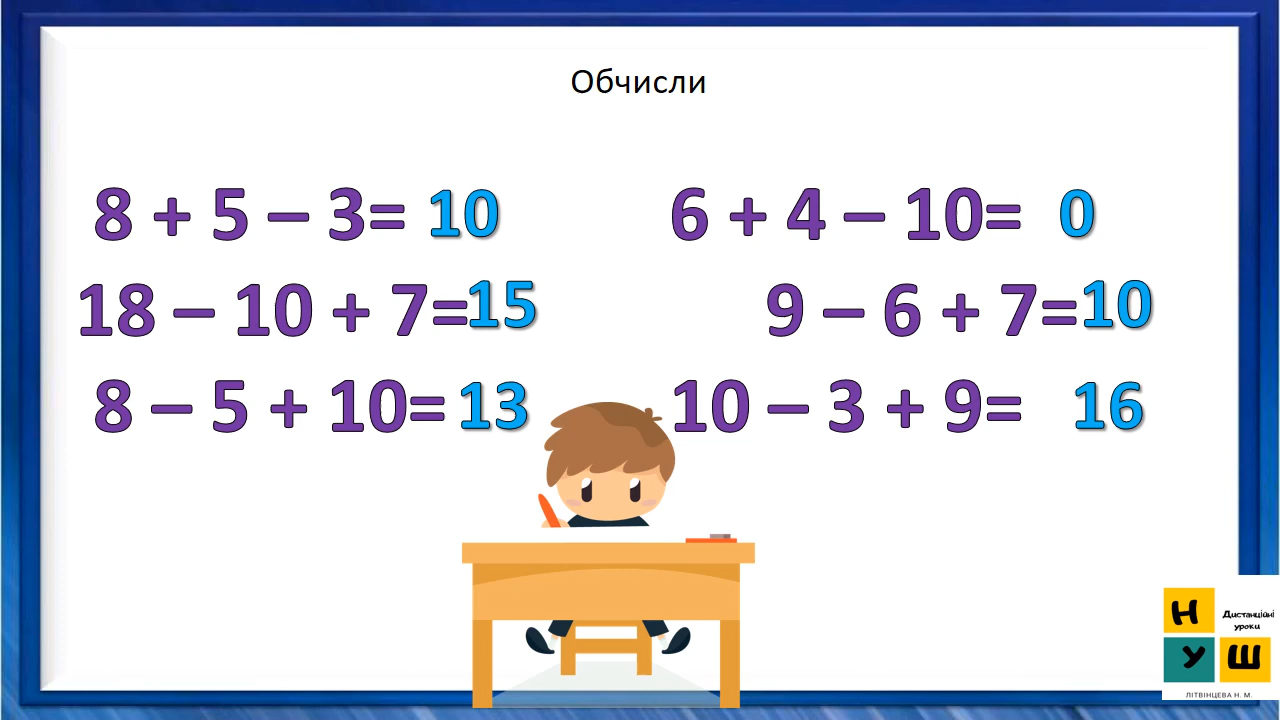 Обчисли
8 + 5 – 3= 10
6 + 4 – 10= 0
18 – 10 + 7=15
9 – 6 + 7=10
8 – 5 + 10= 13
10 – 3 + 9= 16
Н
Дистанційні
уроки
У Ш
ЛІТВІНЦЕВА Н. М.